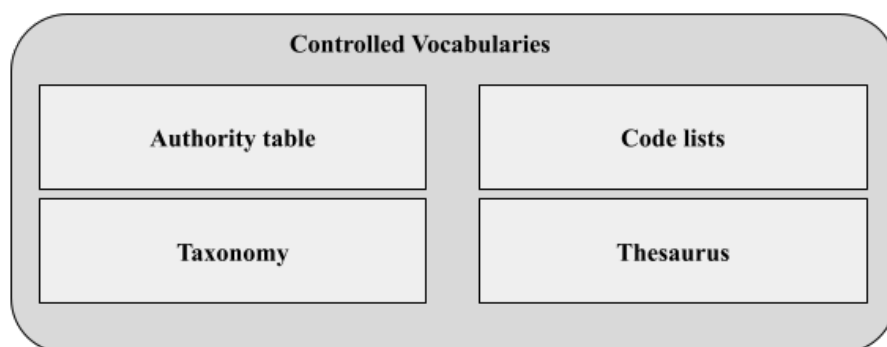 Controlled Vocabularies
Authority table
Code lists
Taxonomy
Thesaurus